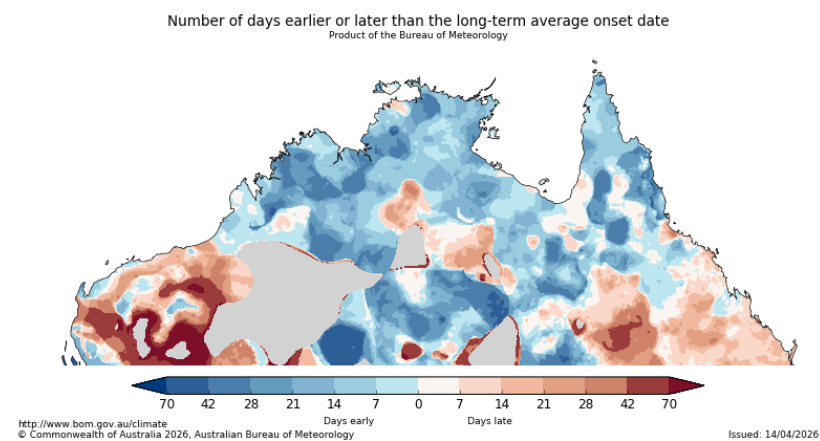 Number of days earlier or later than the long-term average onset date
Product of the Bureau of Meteorology
70 42 28 21 14 7 0 7 14 21 28 42 70
Days early Days late
http://www.bom.gov.au/climate
© Commonwealth of Australia 2026, Australian Bureau of Meteorology Issued: 14/04/2026